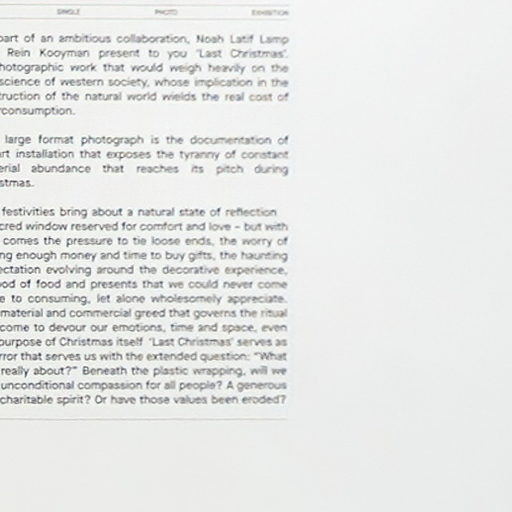 SINGLE PHOTO EXHIBITION
part of an ambitious collaboration, Noah Latif Lamp
Rein Kooyman present to you 'Last Christmas'.
hotographic work that would weigh heavily on the
science of western society, whose implication in the
truction of the natural world wields the real cost of
rconsumption.
large format photograph is the documentation of
rt installation that exposes the tyranny of constant
erial abundance that reaches its pitch during
stmas.
festivities bring about a natural state of reflection
cred window reserved for comfort and love – but with
comes the pressure to tie loose ends, the worry of
ng enough money and time to buy gifts, the haunting
ectation evolving around the decorative experience,
od of food and presents that we could never come
e to consuming, let alone wholesomely appreciate.
material and commercial greed that governs the ritual
come to devour our emotions, time and space, even
purpose of Christmas itself 'Last Christmas' serves as
rror that serves us with the extended question: "What
really about?" Beneath the plastic wrapping, will we
unconditional compassion for all people? A generous
charitable spirit? Or have those values been eroded?